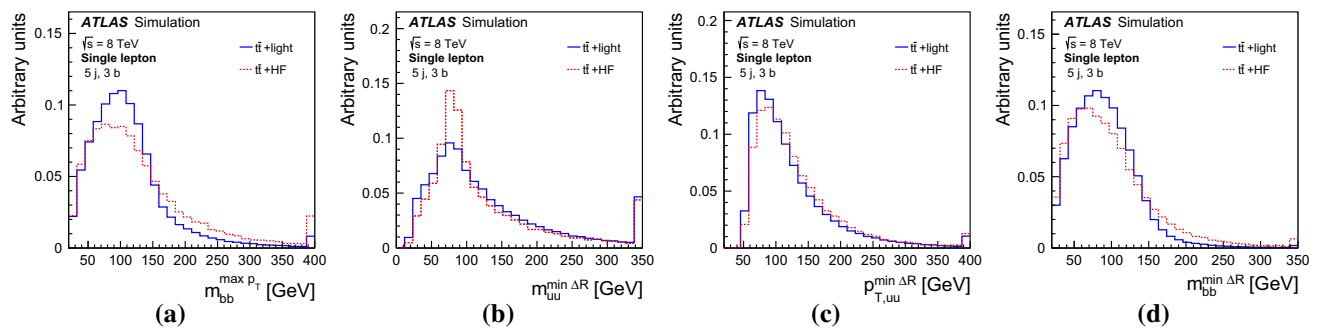 Arbitrary units
0.15
0.1
0.05
0
ATLAS Simulation
√s = 8 TeV
Single lepton
5 j, 3 b
tt̄+light
tt̄+HF
50 100 150 200 250 300 350 400
m_bb^max p_T [GeV]
(a)
Arbitrary units
0.2
0.15
0.1
0.05
0
ATLAS Simulation
√s = 8 TeV
Single lepton
5 j, 3 b
tt̄+light
tt̄+HF
0 50 100 150 200 250 300 350
m_uu^min ΔR [GeV]
(b)
Arbitrary units
0.2
0.15
0.1
0.05
0
ATLAS Simulation
√s = 8 TeV
Single lepton
5 j, 3 b
tt̄+light
tt̄+HF
50 100 150 200 250 300 350 400
p_T,uu^min ΔR [GeV]
(c)
Arbitrary units
0.15
0.1
0.05
0
ATLAS Simulation
√s = 8 TeV
Single lepton
5 j, 3 b
tt̄+light
tt̄+HF
50 100 150 200 250 300 350
m_bb^min ΔR [GeV]
(d)